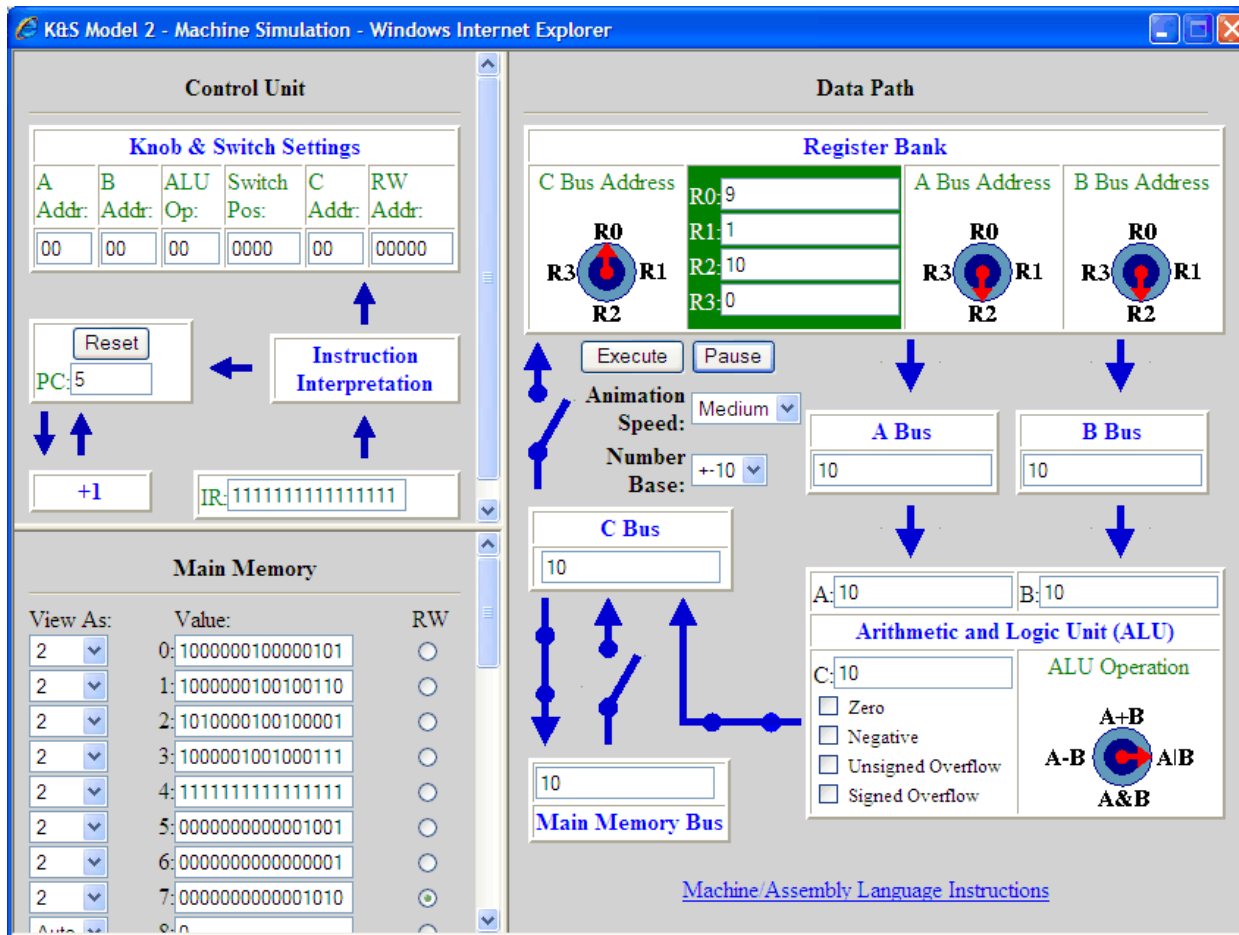 K&S Model 2 - Machine Simulation - Windows Internet Explorer
Control Unit
Knob & Switch Settings
A Addr: B Addr: ALU Op: Switch Pos: C Addr: RW Addr:
00 00 00 0000 00 00000
Reset
PC: 5
Instruction
Interpretation
+1
IR: 1111111111111111
Main Memory
View As: Value: RW
2 0: 1000000100000101
2 1: 1000000100100110
2 2: 1010000100100001
2 3: 1000001001000111
2 4: 1111111111111111
2 5: 0000000000001001
2 6: 0000000000000001
2 7: 0000000000001010
Auto 8: 0
Data Path
Register Bank
C Bus Address
R0
R3 R1
R2
R0: 9
R1: 1
R2: 10
R3: 0
A Bus Address
R0
R3 R1
R2
B Bus Address
R0
R3 R1
R2
Execute Pause
Animation
Speed: Medium
Number
Base: +-10
A Bus
10
B Bus
10
C Bus
10
A: 10 B: 10
Arithmetic and Logic Unit (ALU)
C: 10
Zero
Negative
Unsigned Overflow
Signed Overflow
ALU Operation
A+B
A-B A|B
A&B
10
Main Memory Bus
Machine/Assembly Language Instructions